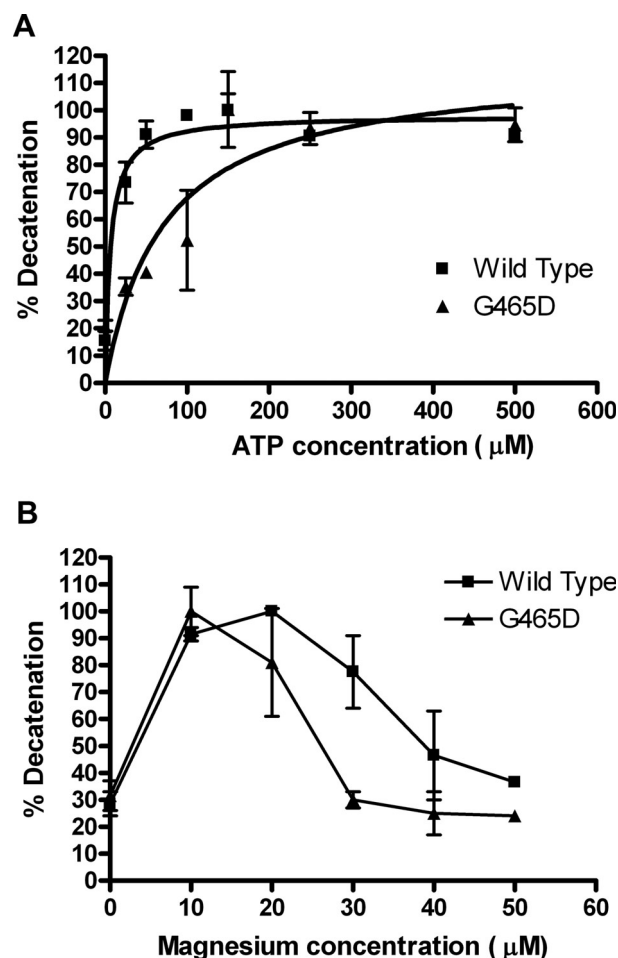 A
120
110
100
90
80
70
60
50
40
30
20
10
0
% Decatenation
Wild Type
G465D
0 100 200 300 400 500 600
ATP concentration ( μM)
B
120
110
100
90
80
70
60
50
40
30
20
10
0
% Decatenation
Wild Type
G465D
0 10 20 30 40 50 60
Magnesium concentration ( μM)